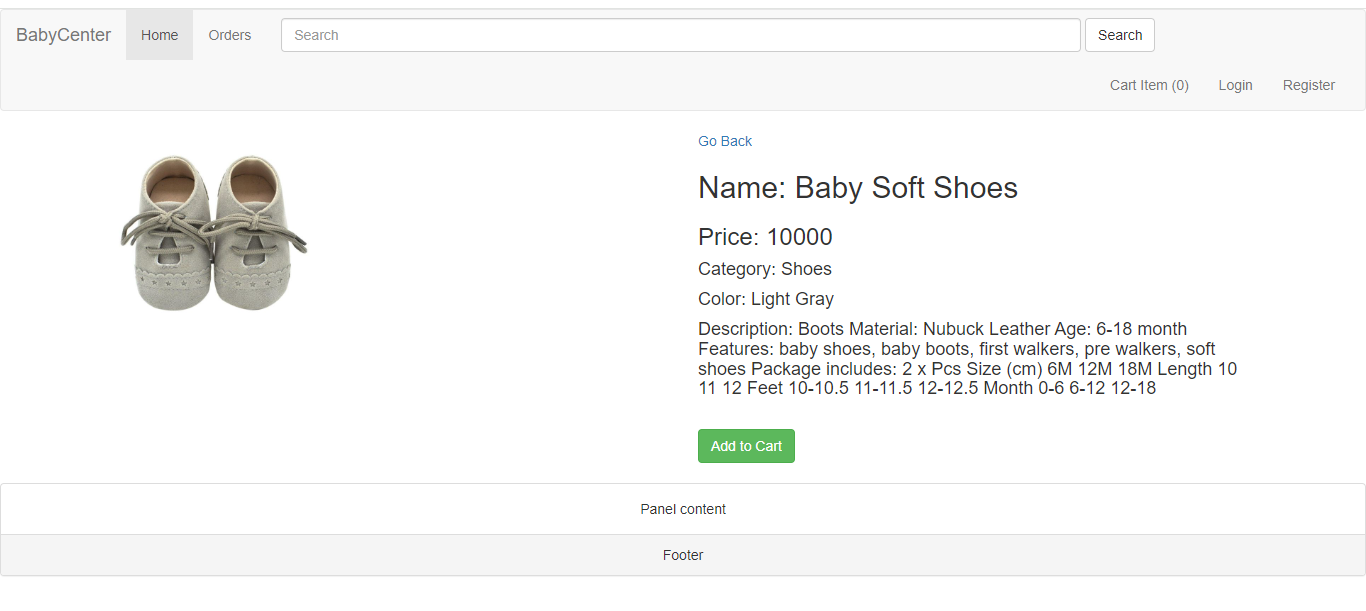 BabyCenter Home Orders Search Search
Cart Item (0) Login Register
Go Back
Name: Baby Soft Shoes
Price: 10000
Category: Shoes
Color: Light Gray
Description: Boots Material: Nubuck Leather Age: 6-18 month
Features: baby shoes, baby boots, first walkers, pre walkers, soft
shoes Package includes: 2 x Pcs Size (cm) 6M 12M 18M Length 10
11 12 Feet 10-10.5 11-11.5 12-12.5 Month 0-6 6-12 12-18
Add to Cart
Panel content
Footer